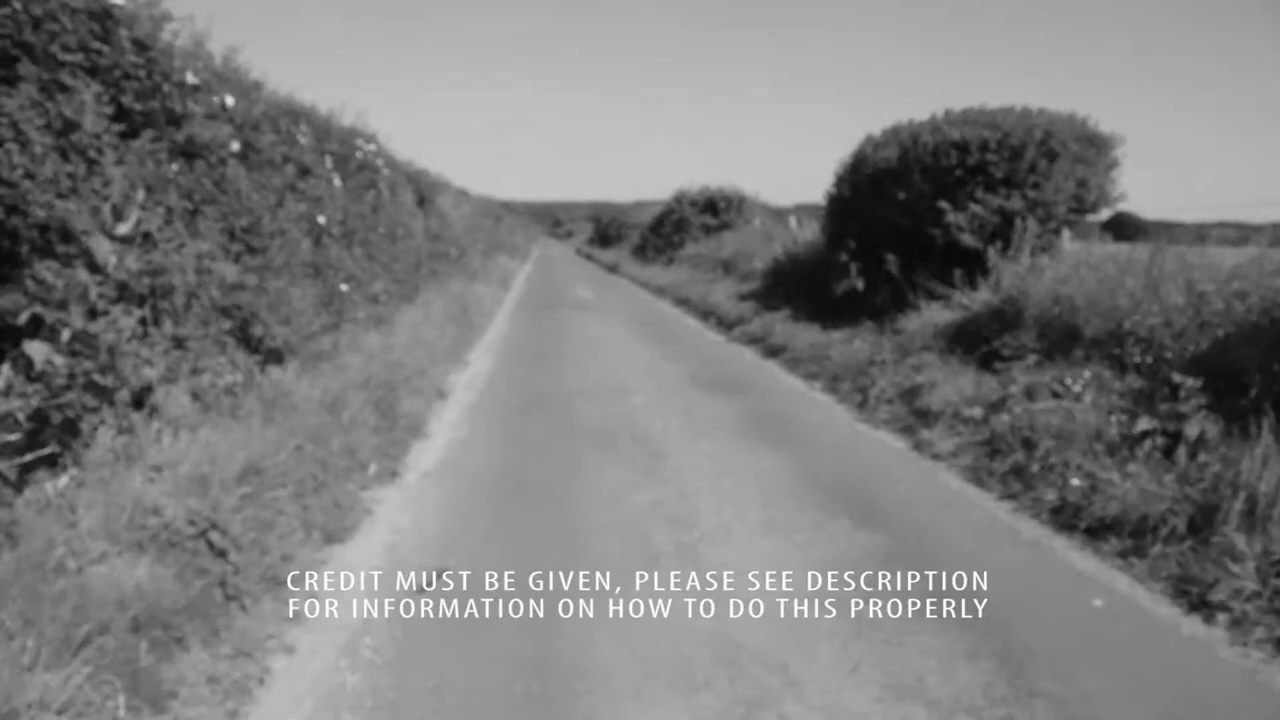 CREDIT MUST BE GIVEN, PLEASE SEE DESCRIPTION
FOR INFORMATION ON HOW TO DO THIS PROPERLY